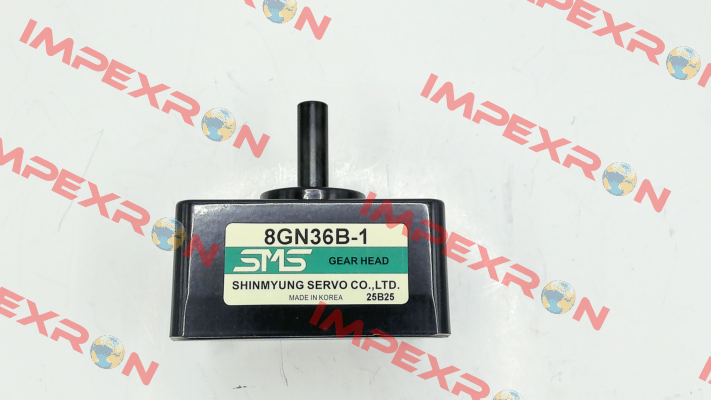 IMPEXRON
IMPEXRON
IMPEXRON
IMPEXRON
8GN36B-1
SMS
GEAR HEAD
SHINMYUNG SERVO CO.,LTD.
MADE IN KOREA 25B25
IMPEXRON
IMPEXRON
IMPEXRON